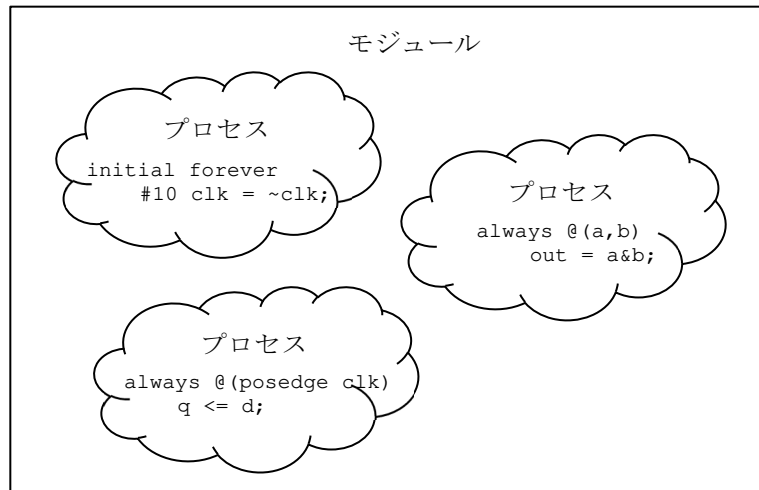 モジュール
プロセス
initial forever
#10 clk = ~clk;
プロセス
always @(a,b)
out = a&b;
プロセス
always @(posedge clk)
q <= d;